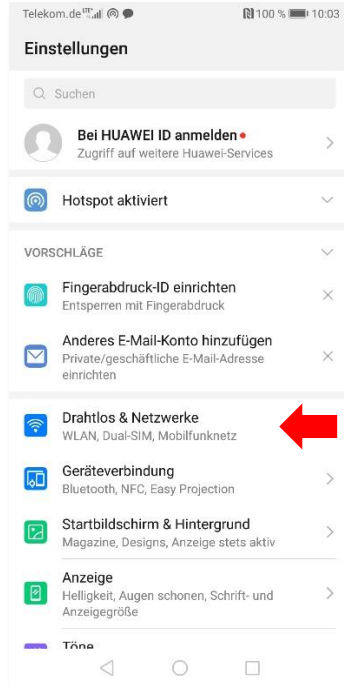 Telekom.de 100 % 10:03
Einstellungen
Suchen
Bei HUAWEI ID anmelden
Zugriff auf weitere Huawei-Services
Hotspot aktiviert
VORSCHLÄGE
Fingerabdruck-ID einrichten
Entsperren mit Fingerabdruck
Anderes E-Mail-Konto hinzufügen
Private/geschäftliche E-Mail-Adresse
einrichten
Drahtlos & Netzwerke
WLAN, Dual-SIM, Mobilfunknetz
Geräteverbindung
Bluetooth, NFC, Easy Projection
Startbildschirm & Hintergrund
Magazine, Designs, Anzeige stets aktiv
Anzeige
Helligkeit, Augen schonen, Schrift- und
Anzeigegröße
Töne